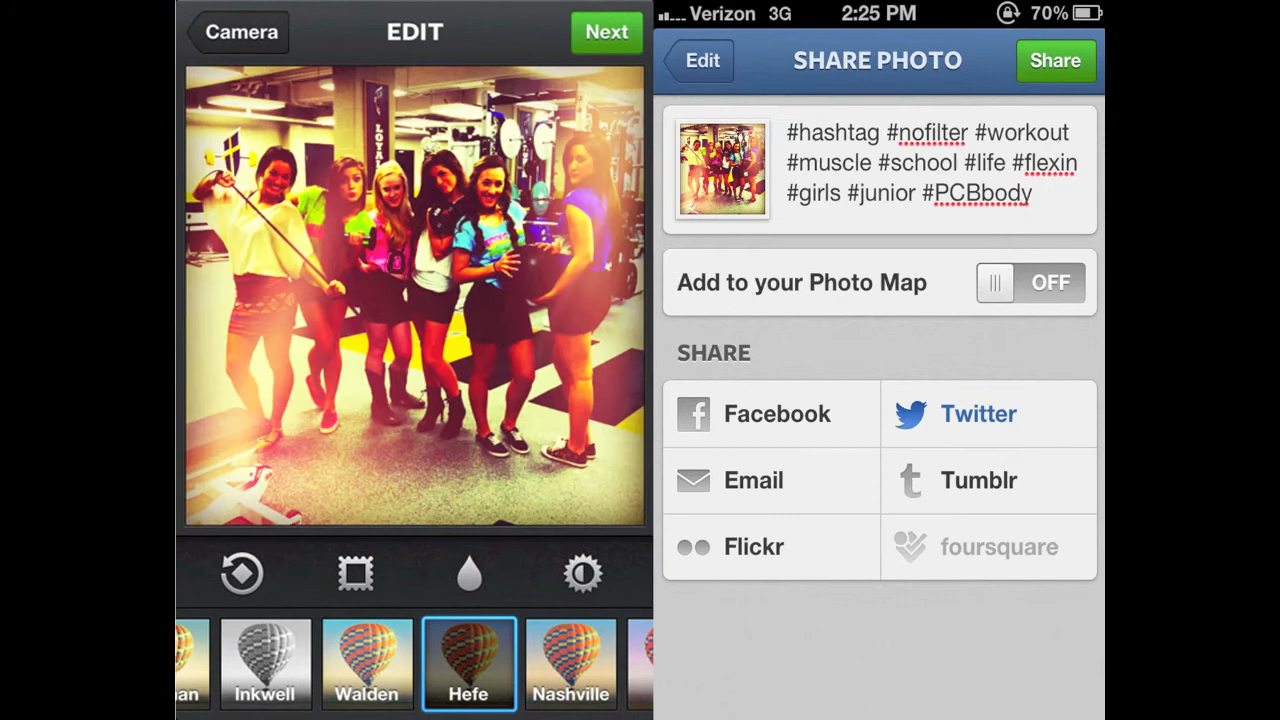 Camera
EDIT
Next
LOYAL
an
Inkwell
Walden
Hefe
Nashville
Verizon 3G
2:25 PM
70%
Edit
SHARE PHOTO
Share
#hashtag #nofilter #workout
#muscle #school #life #flexin
#girls #junior #PCBbody
Add to your Photo Map
OFF
SHARE
Facebook
Twitter
Email
Tumblr
Flickr
foursquare